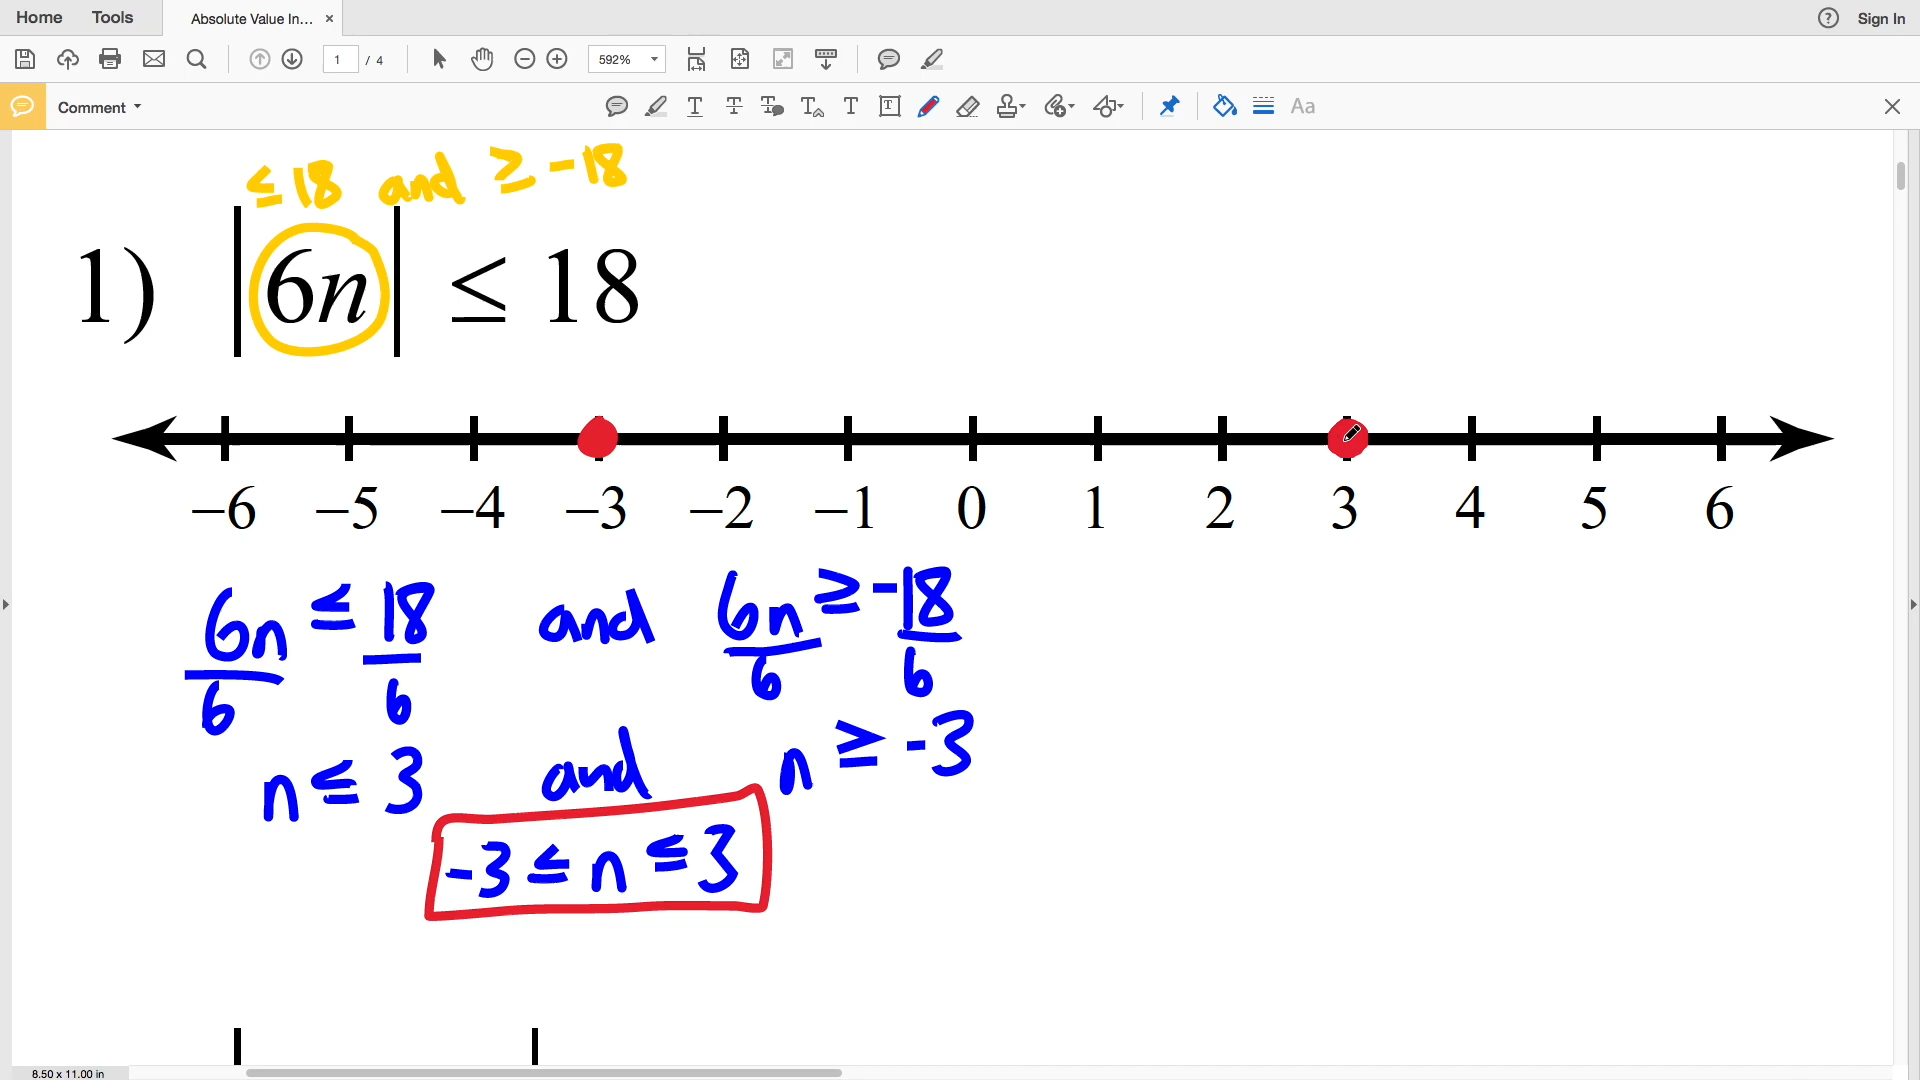 Home Tools Absolute Value In... × ? Sign In
1 / 4 592%
Comment Aa
≤ 18 and ≥ -18
1) |6n| ≤ 18
–6 –5 –4 –3 –2 –1 0 1 2 3 4 5 6
6n ≤ 18 and 6n ≥ -18
6 6 6 6
n ≤ 3 and n ≥ -3
-3 ≤ n ≤ 3
8.50 x 11.00 in